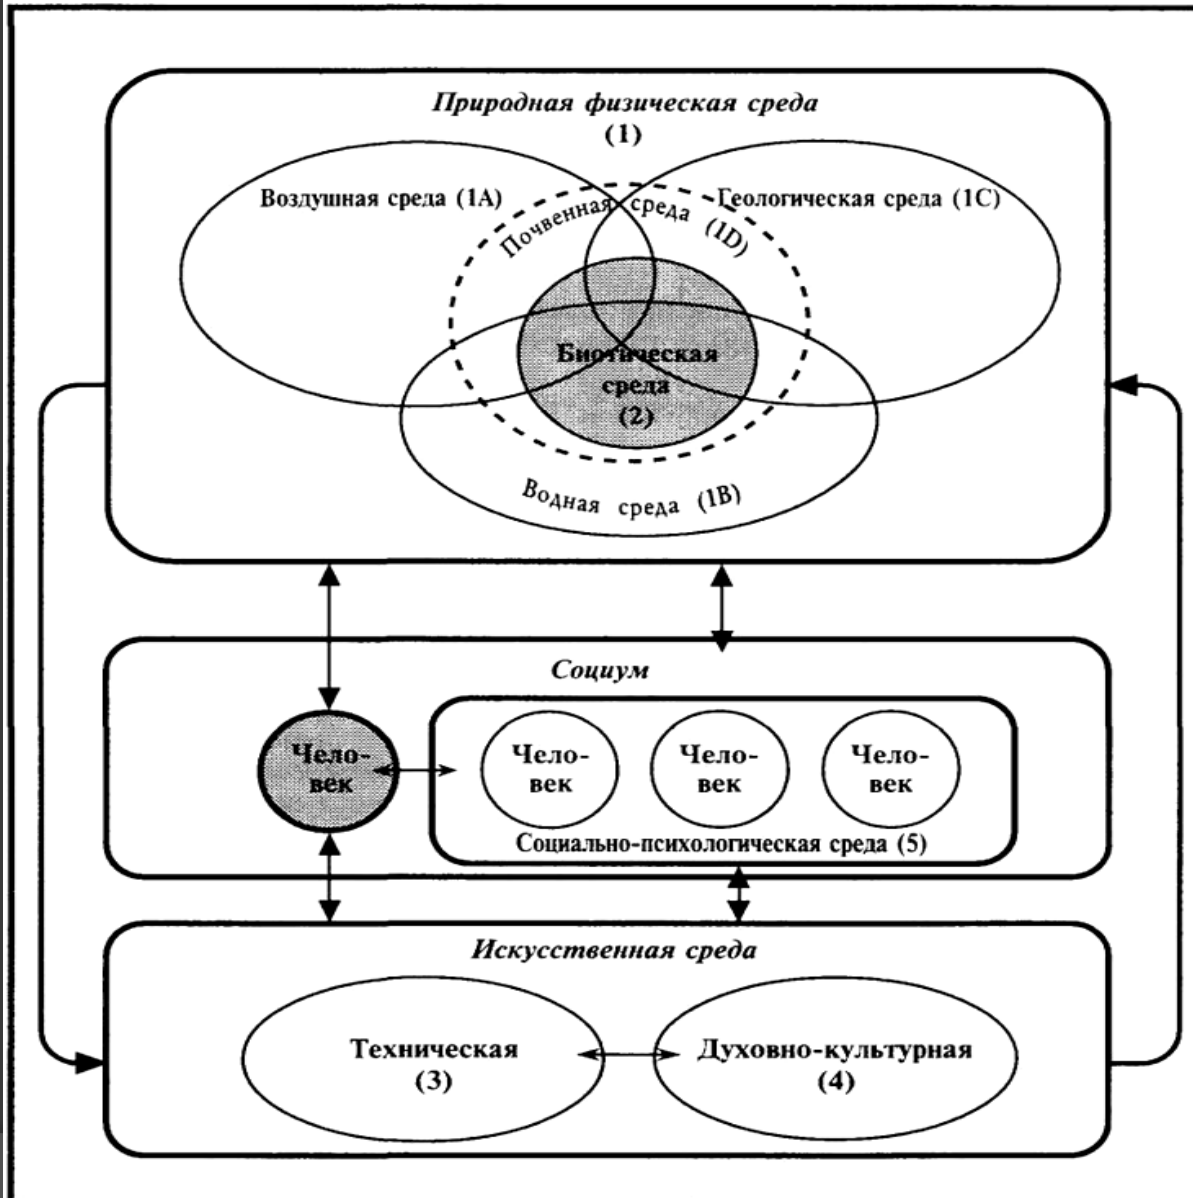 Природная физическая среда
(1)
Воздушная среда (1А)
Геологическая среда (1С)
Почвенная среда (1D)
Биотическая
среда
(2)
Водная среда (1В)
Социум
Чело-
век
Чело-
век
Чело-
век
Чело-
век
Социально-психологическая среда (5)
Искусственная среда
Техническая
(3)
Духовно-культурная
(4)